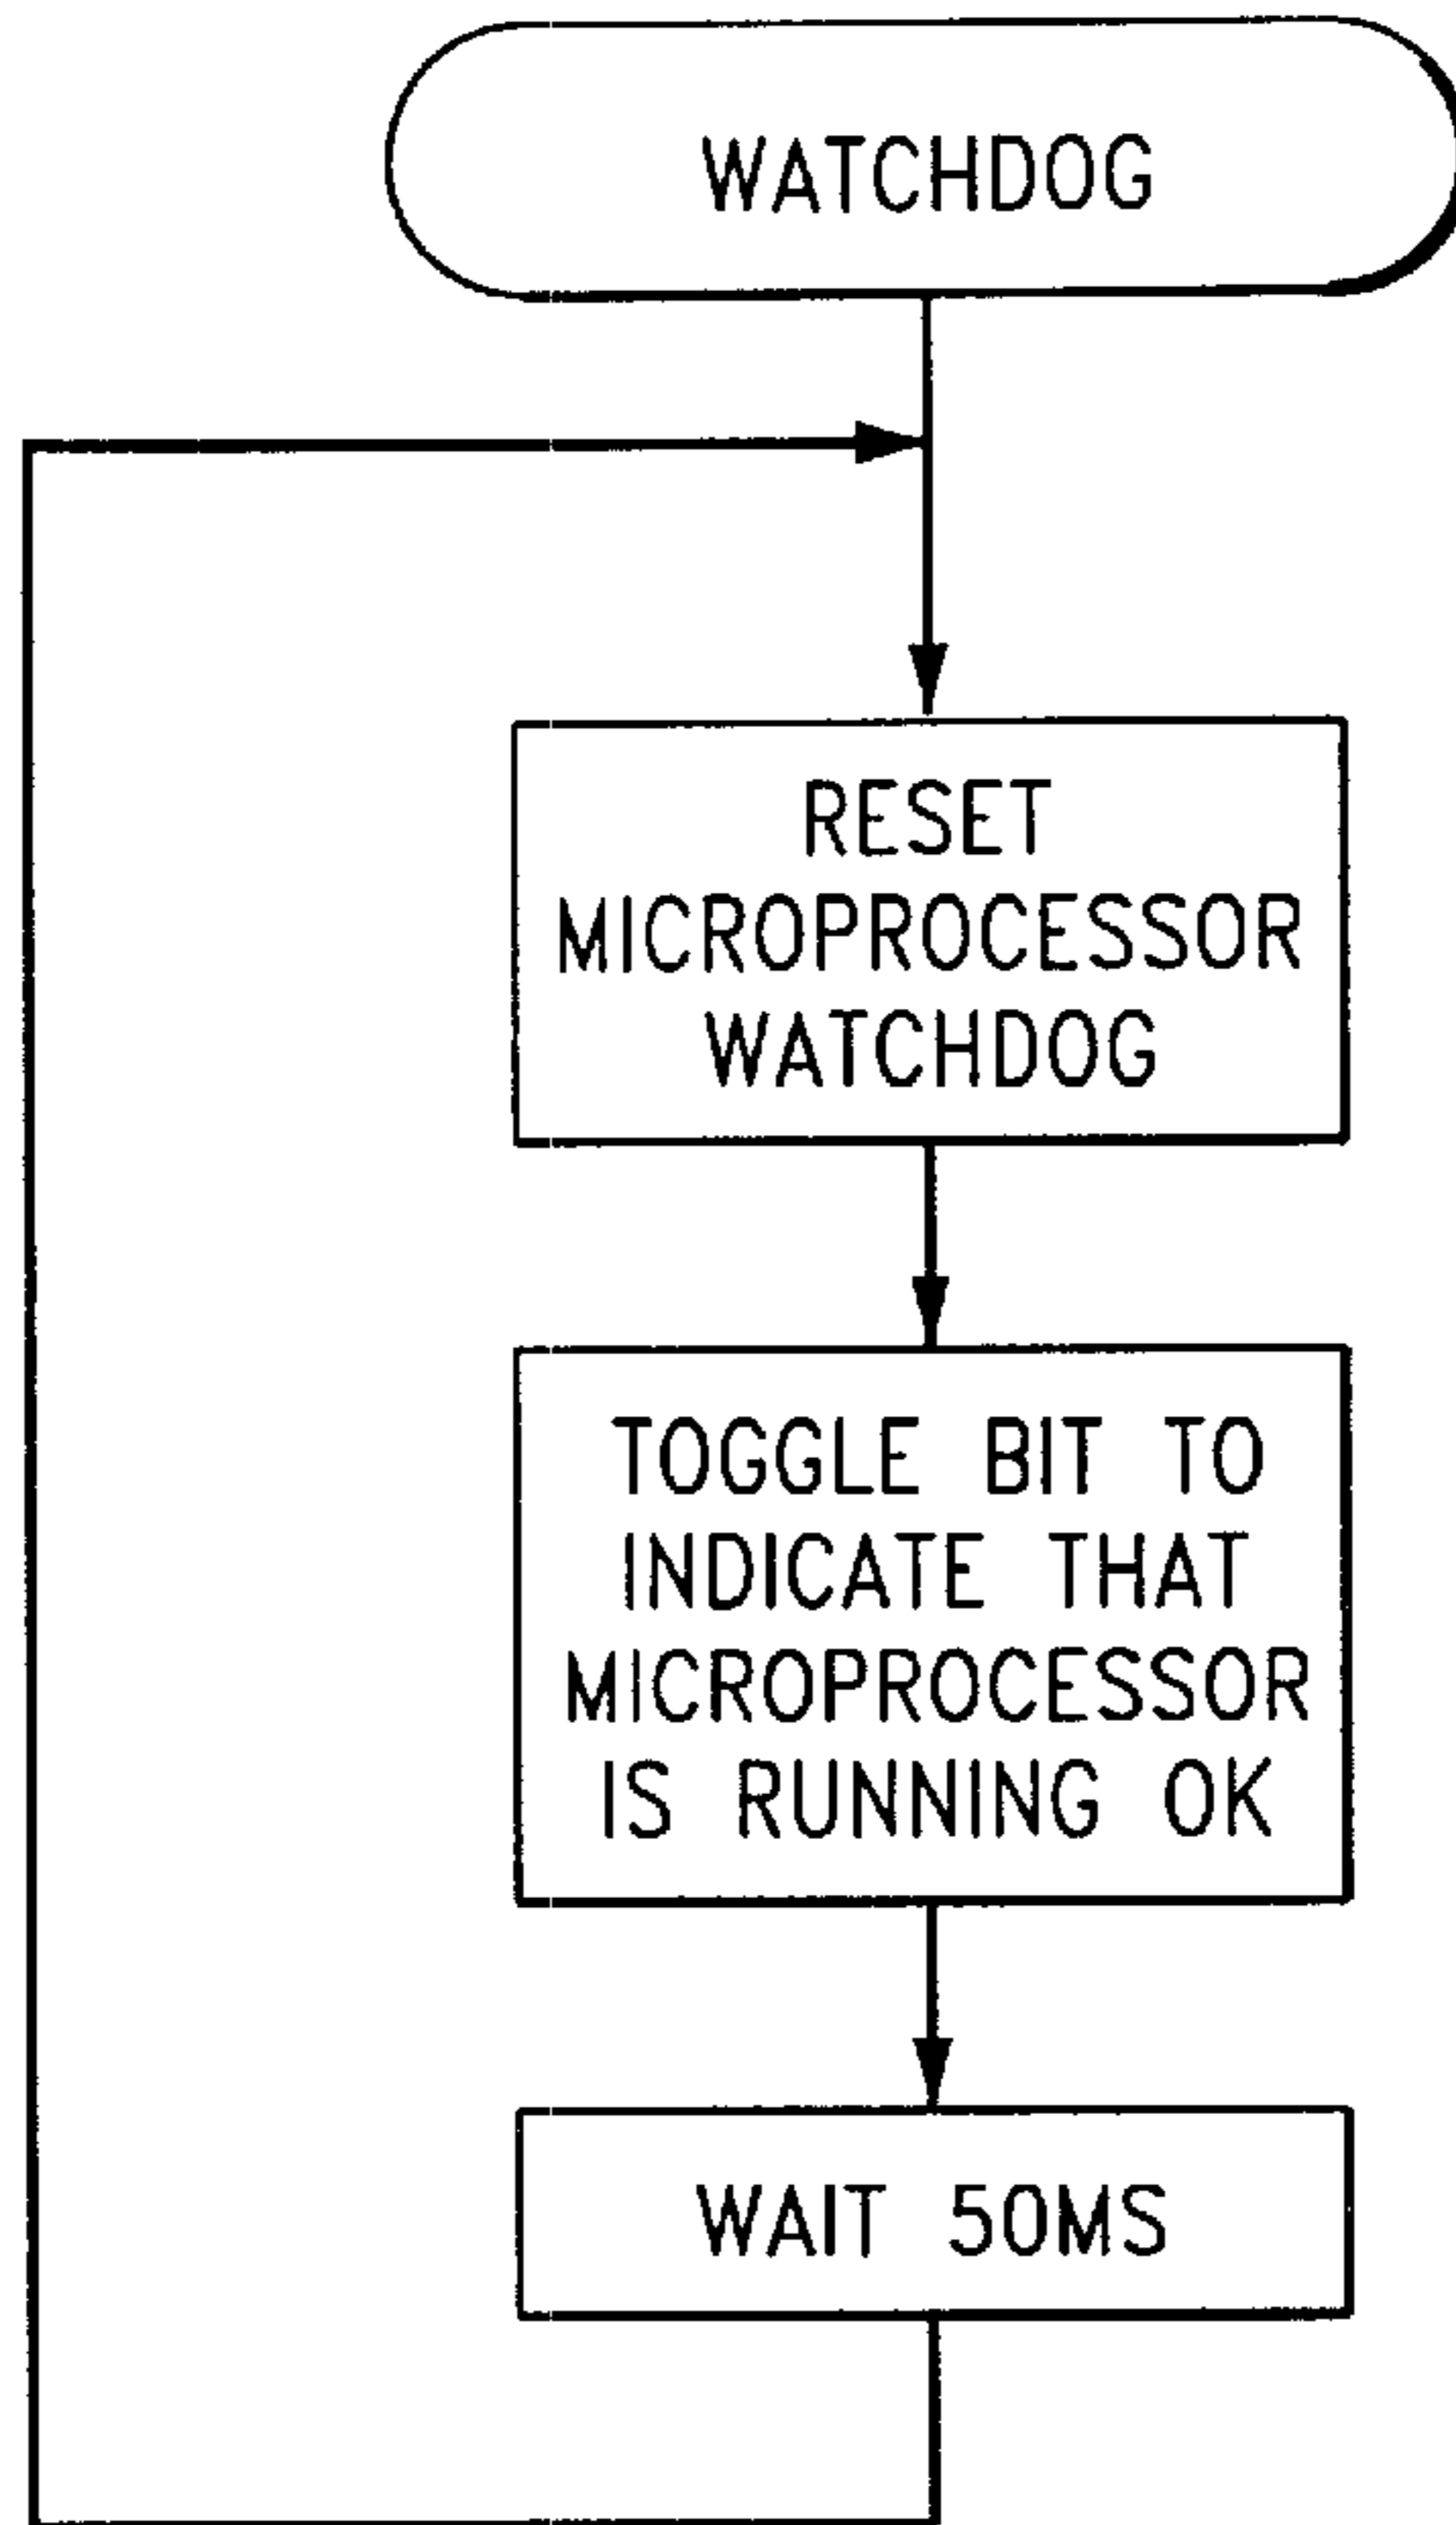 WATCHDOG
RESET
MICROPROCESSOR
WATCHDOG
TOGGLE BIT TO
INDICATE THAT
MICROPROCESSOR
IS RUNNING OK
WAIT 50MS